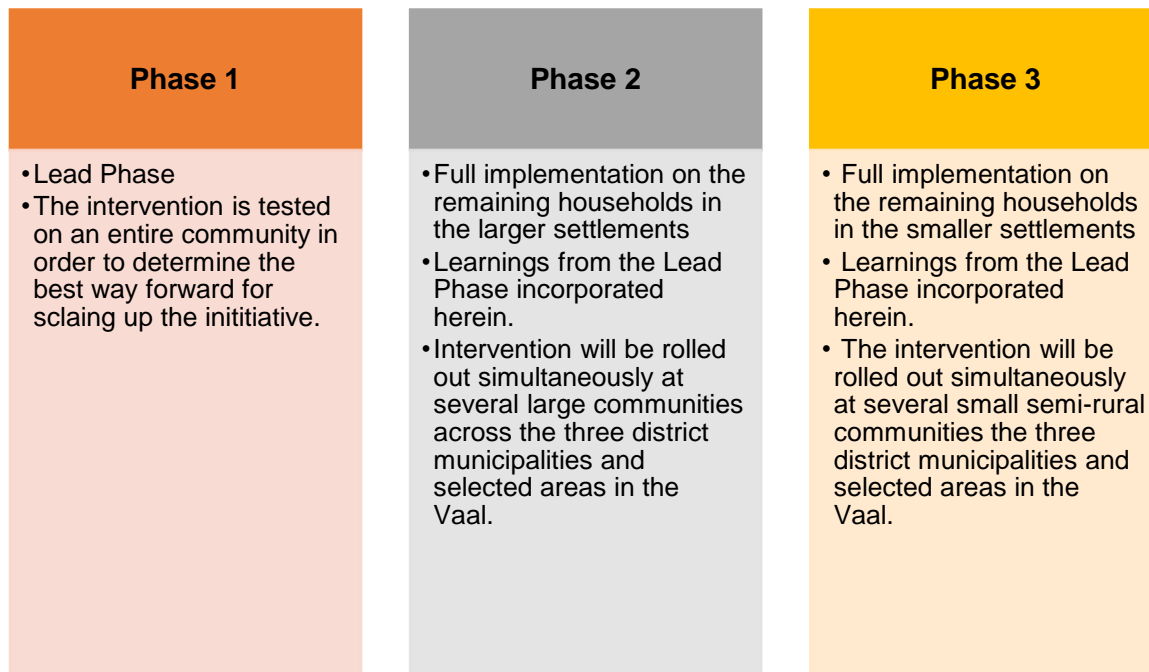 Phase 1
•Lead Phase
•The intervention is tested
on an entire community in
order to determine the
best way forward for
sclaing up the inititiative.
Phase 2
•Full implementation on the
remaining households in
the larger settlements
•Learnings from the Lead
Phase incorporated
herein.
•Intervention will be rolled
out simultaneously at
several large communities
across the three district
municipalities and
selected areas in the
Vaal.
Phase 3
• Full implementation on
the remaining households
in the smaller settlements
• Learnings from the Lead
Phase incorporated
herein.
• The intervention will be
rolled out simultaneously
at several small semi-rural
communities the three
district municipalities and
selected areas in the
Vaal.